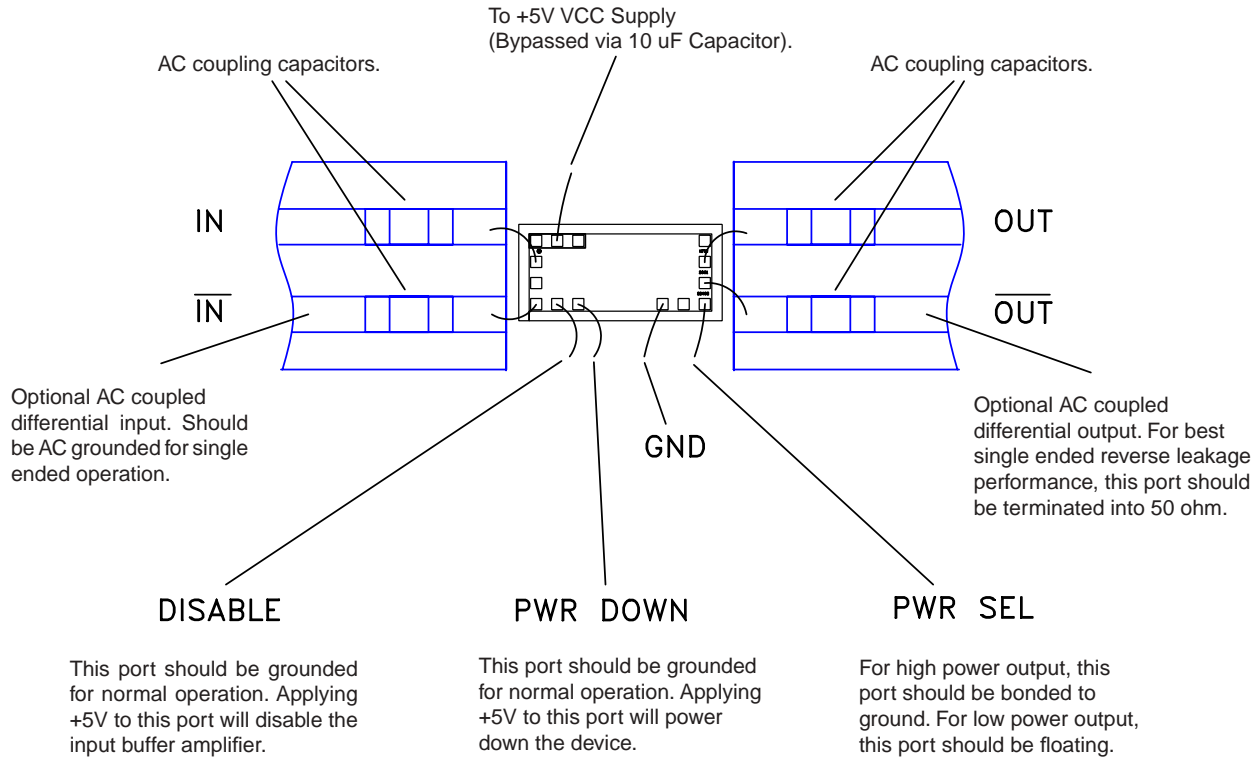 To +5V VCC Supply
(Bypassed via 10 uF Capacitor).
AC coupling capacitors.
AC coupling capacitors.
IN
OUT
I̅N̅
O̅U̅T̅
Optional AC coupled
differential input. Should
be AC grounded for single
ended operation.
Optional AC coupled
differential output. For best
single ended reverse leakage
performance, this port should
be terminated into 50 ohm.
GND
DISABLE
PWR DOWN
PWR SEL
This port should be grounded
for normal operation. Applying
+5V to this port will disable the
input buffer amplifier.
This port should be grounded
for normal operation. Applying
+5V to this port will power
down the device.
For high power output, this
port should be bonded to
ground. For low power output,
this port should be floating.